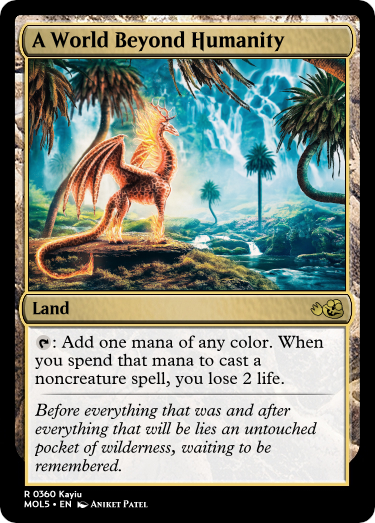 A World Beyond Humanity
Land
: Add one mana of any color. When
you spend that mana to cast a
noncreature spell, you lose 2 life.
Before everything that was and after
everything that will be lies an untouched
pocket of wilderness, waiting to be
remembered.
R 0360 Kayiu
MOL5 • EN Aniket Patel